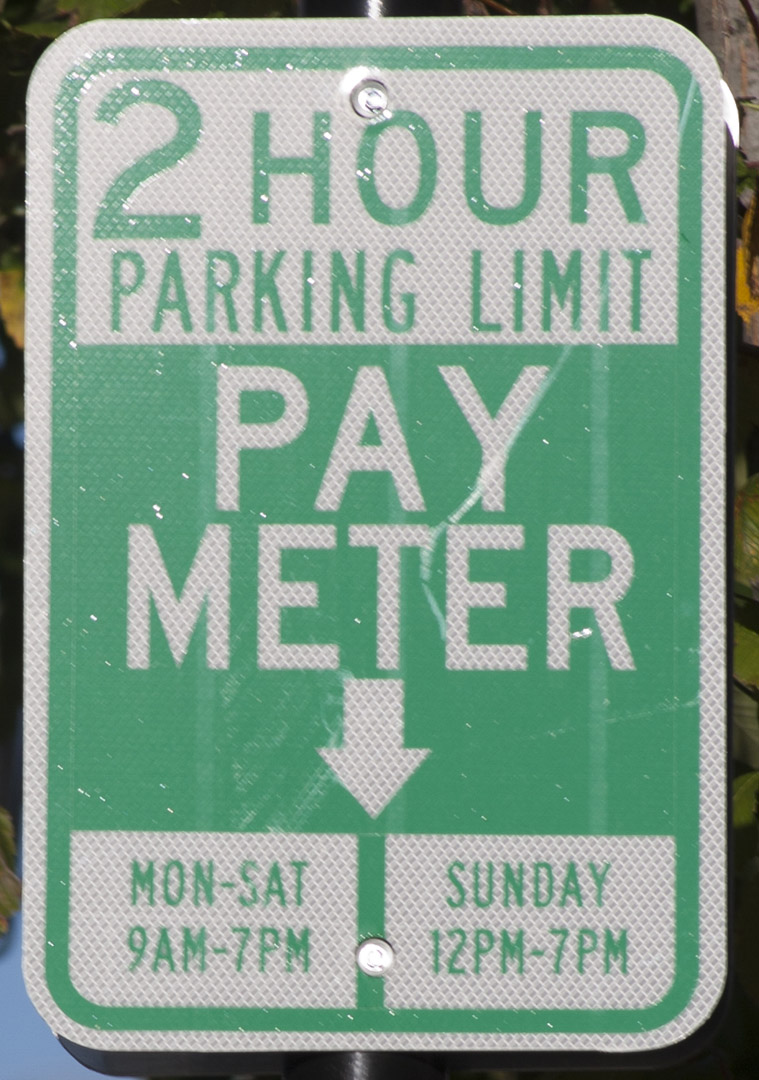 2 HOUR
PARKING LIMIT
PAY
METER
MON-SAT
9AM-7PM
SUNDAY
12PM-7PM